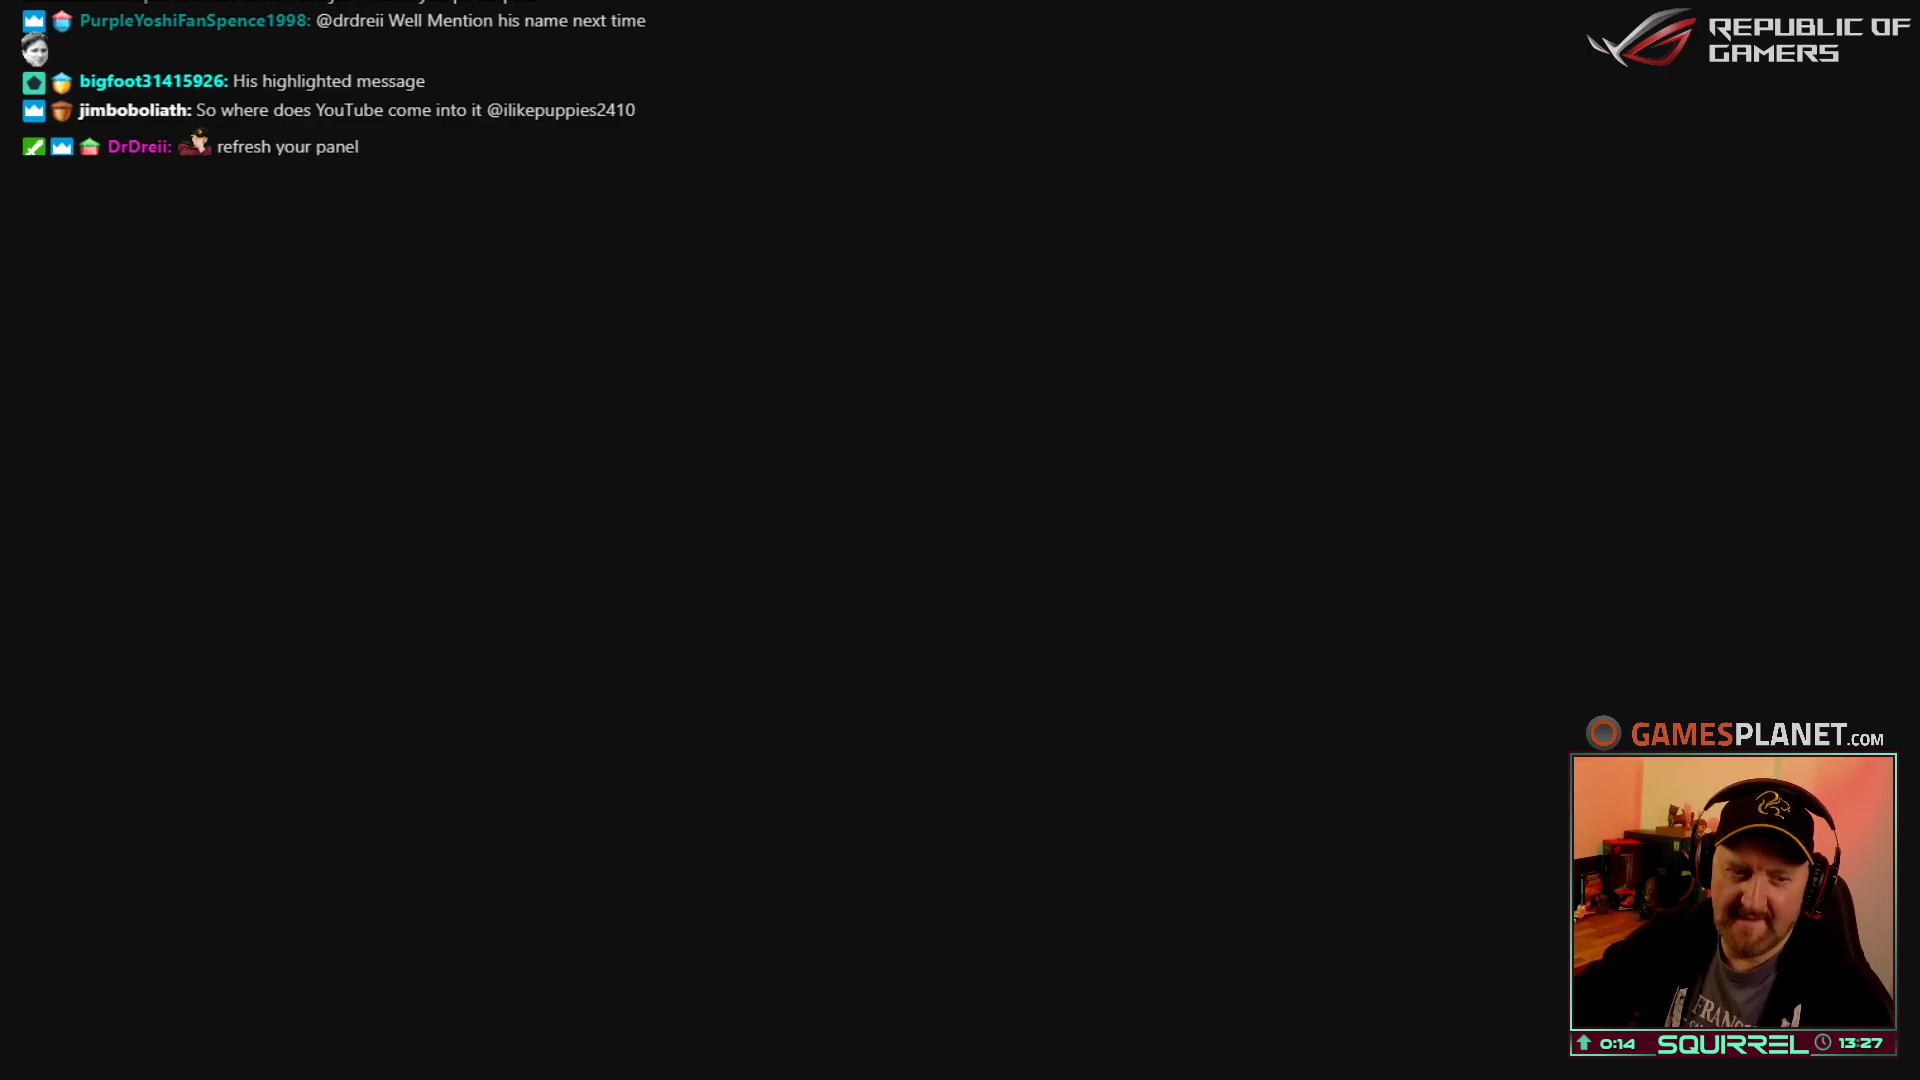 PurpleYoshiFanSpence1998: @drdreii Well Mention his name next time
bigfoot31415926: His highlighted message
jimboboliath: So where does YouTube come into it @ilikepuppies2410
DrDreii: refresh your panel
REPUBLIC OF
GAMERS
GAMESPLANET.COM
0:14 SQUIRREL 13:27